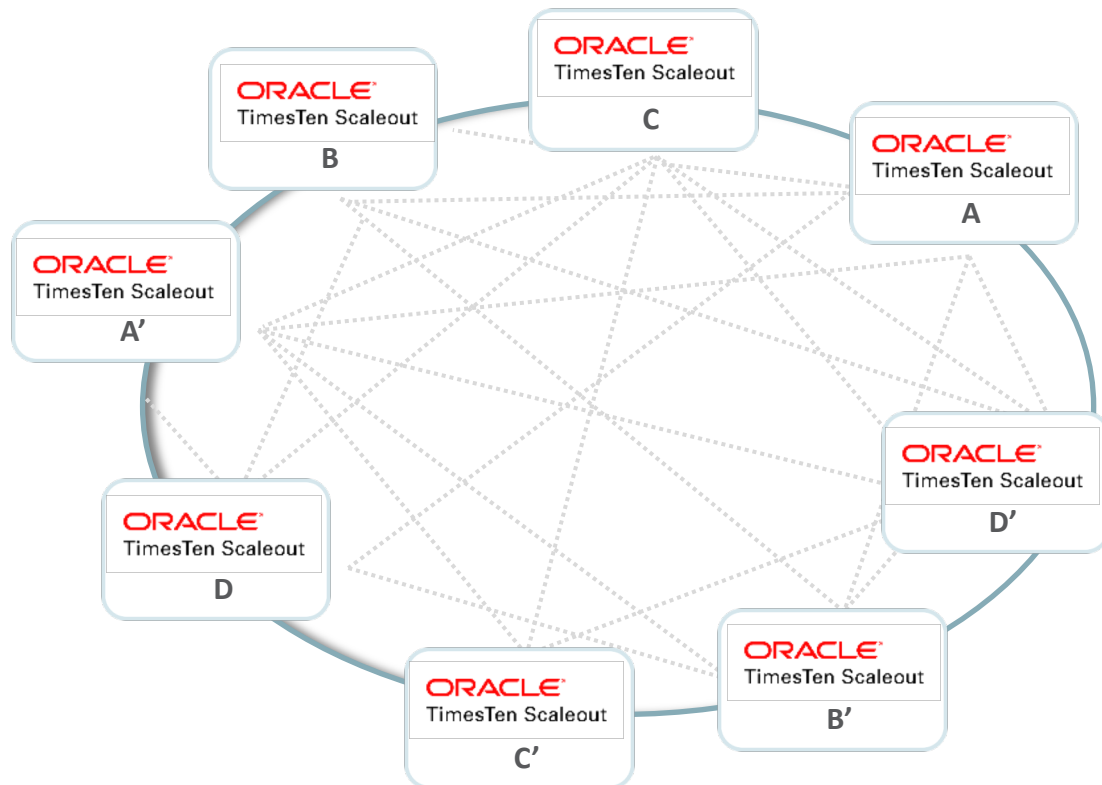 ORACLE
TimesTen Scaleout
C
ORACLE
TimesTen Scaleout
B
ORACLE
TimesTen Scaleout
A
ORACLE
TimesTen Scaleout
A’
ORACLE
TimesTen Scaleout
D’
ORACLE
TimesTen Scaleout
D
ORACLE
TimesTen Scaleout
B’
ORACLE
TimesTen Scaleout
C’